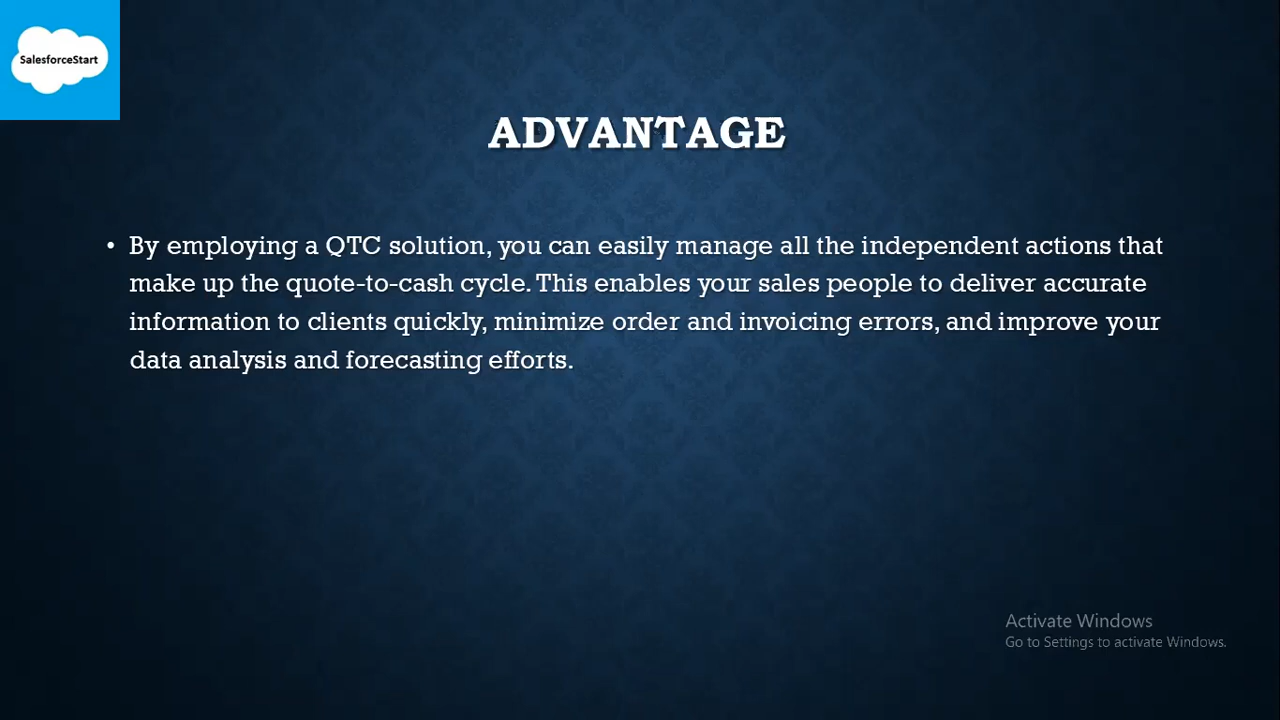 SalesforceStart
ADVANTAGE
• By employing a QTC solution, you can easily manage all the independent actions that
make up the quote-to-cash cycle. This enables your sales people to deliver accurate
information to clients quickly, minimize order and invoicing errors, and improve your
data analysis and forecasting efforts.
Activate Windows
Go to Settings to activate Windows.